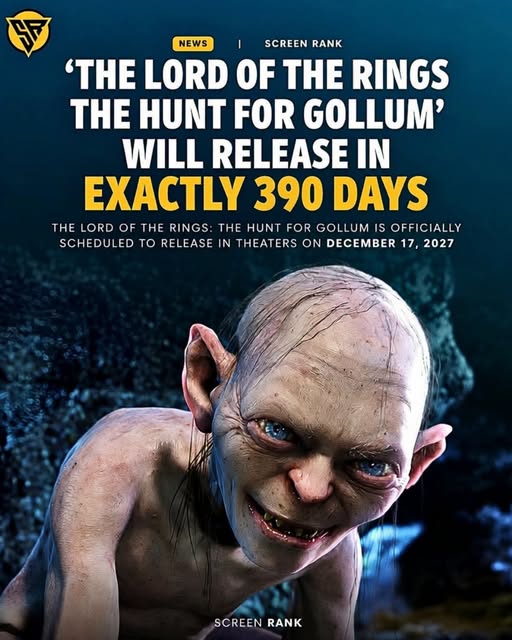 NEWS | SCREEN RANK
‘THE LORD OF THE RINGS
THE HUNT FOR GOLLUM’
WILL RELEASE IN
EXACTLY 390 DAYS
THE LORD OF THE RINGS: THE HUNT FOR GOLLUM IS OFFICIALLY
SCHEDULED TO RELEASE IN THEATERS ON DECEMBER 17, 2027
SCREEN RANK